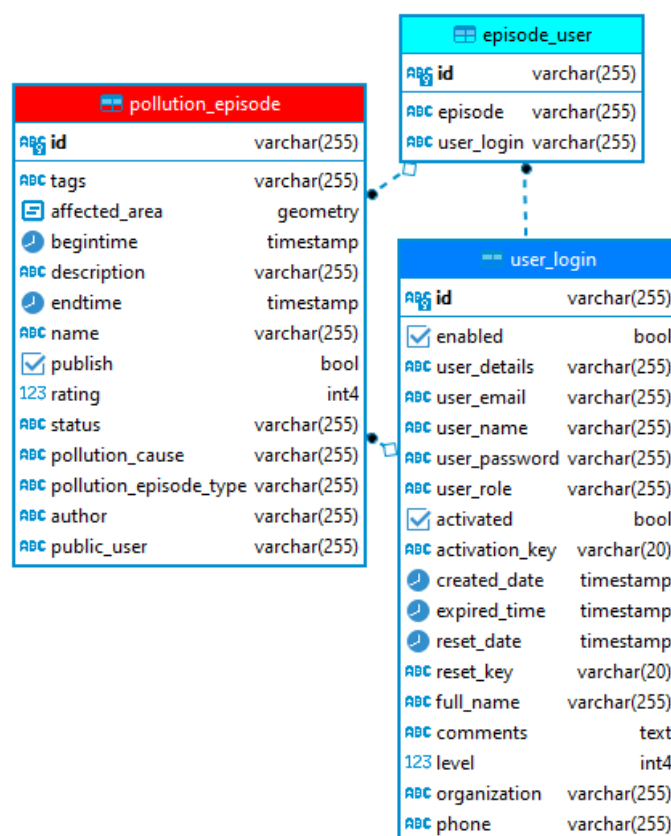 episode_user
id varchar(255)
episode varchar(255)
user_login varchar(255)
pollution_episode
id varchar(255)
tags varchar(255)
affected_area geometry
begintime timestamp
description varchar(255)
endtime timestamp
name varchar(255)
publish bool
rating int4
status varchar(255)
pollution_cause varchar(255)
pollution_episode_type varchar(255)
author varchar(255)
public_user varchar(255)
user_login
id varchar(255)
enabled bool
user_details varchar(255)
user_email varchar(255)
user_name varchar(255)
user_password varchar(255)
user_role varchar(255)
activated bool
activation_key varchar(20)
created_date timestamp
expired_time timestamp
reset_date timestamp
reset_key varchar(20)
full_name varchar(255)
comments text
level int4
organization varchar(255)
phone varchar(255)